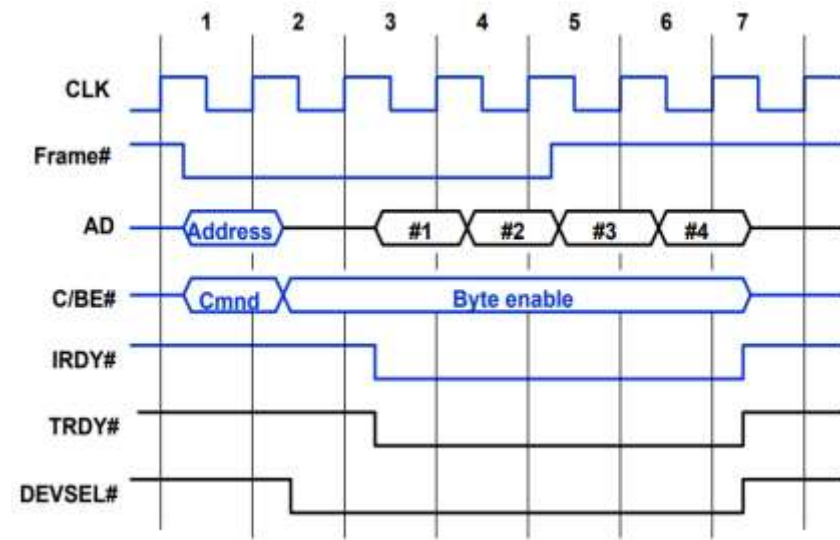 1 2 3 4 5 6 7
CLK
Frame#
AD Address #1 #2 #3 #4
C/BE# Cmnd Byte enable
IRDY#
TRDY#
DEVSEL#